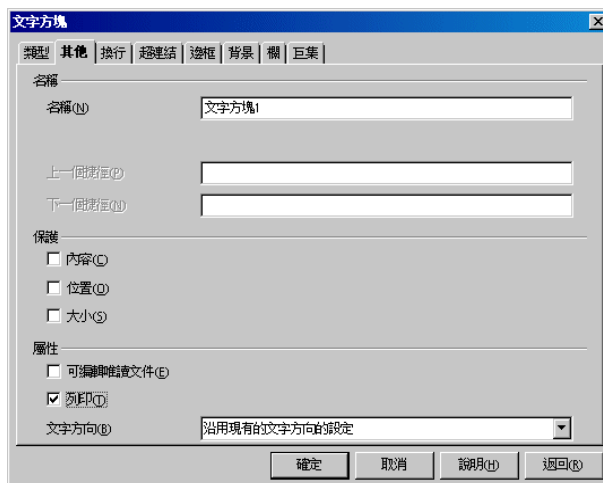 文字方塊
類型 其他 換行 超連結 邊框 背景 欄 巨集
名稱
名稱(N) 文字方塊1
上一個捷徑(P)
下一個捷徑(N)
保護
內容(C)
位置(O)
大小(S)
屬性
可編輯唯讀文件(E)
列印(T)
文字方向(B) 沿用現有的文字方向的設定
確定 取消 說明(H) 返回(R)